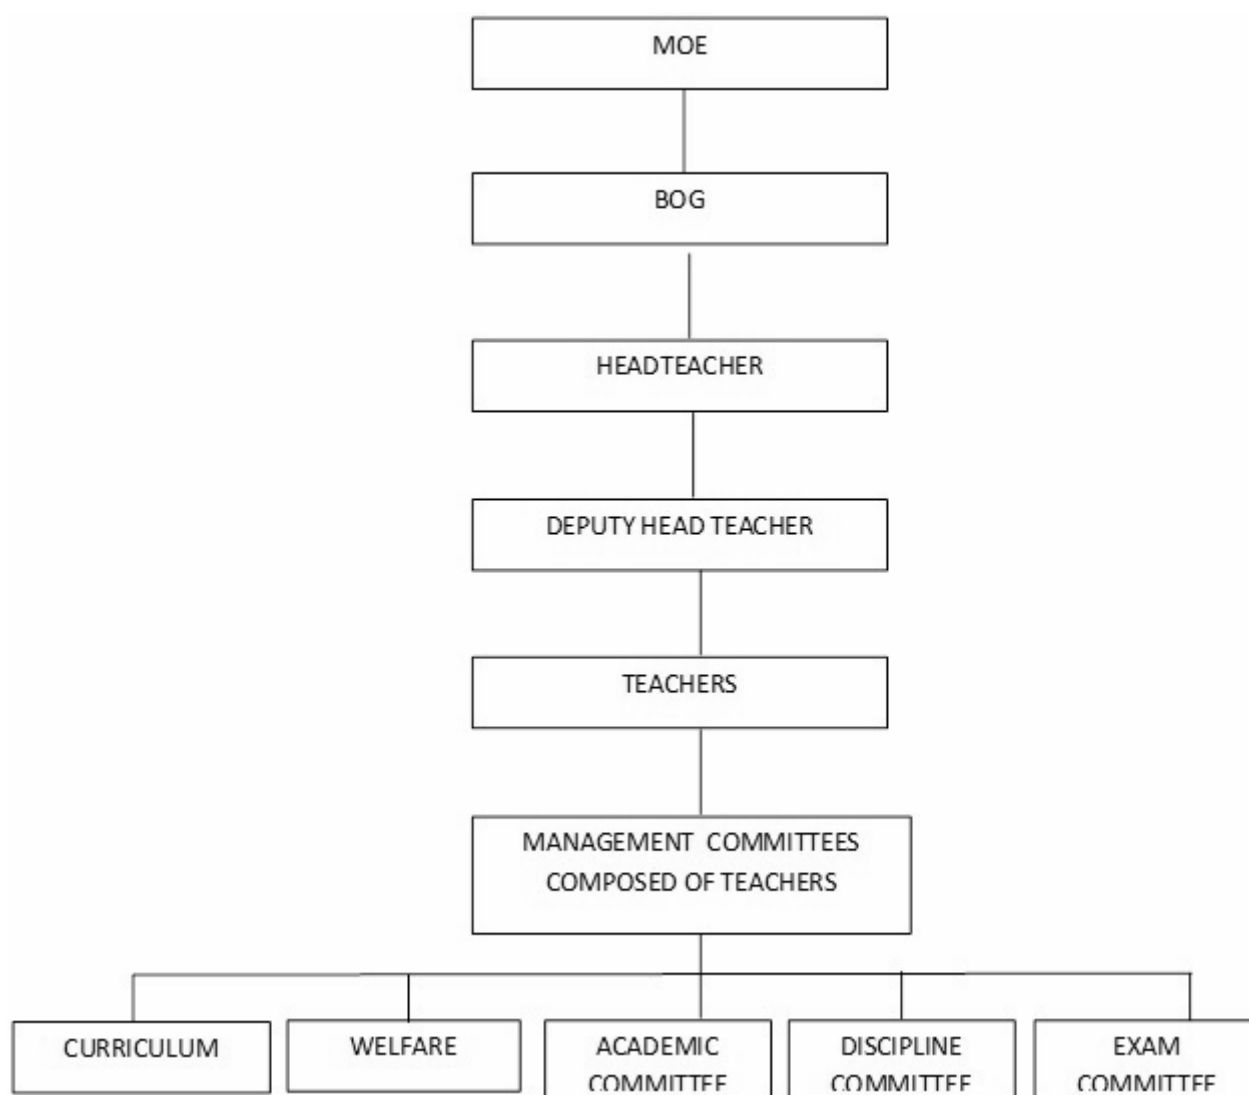 MOE
BOG
HEADTEACHER
DEPUTY HEAD TEACHER
TEACHERS
MANAGEMENT COMMITTEES
COMPOSED OF TEACHERS
CURRICULUM
WELFARE
ACADEMIC
COMMITTEE
DISCIPLINE
COMMITTEE
EXAM
COMMITTEE